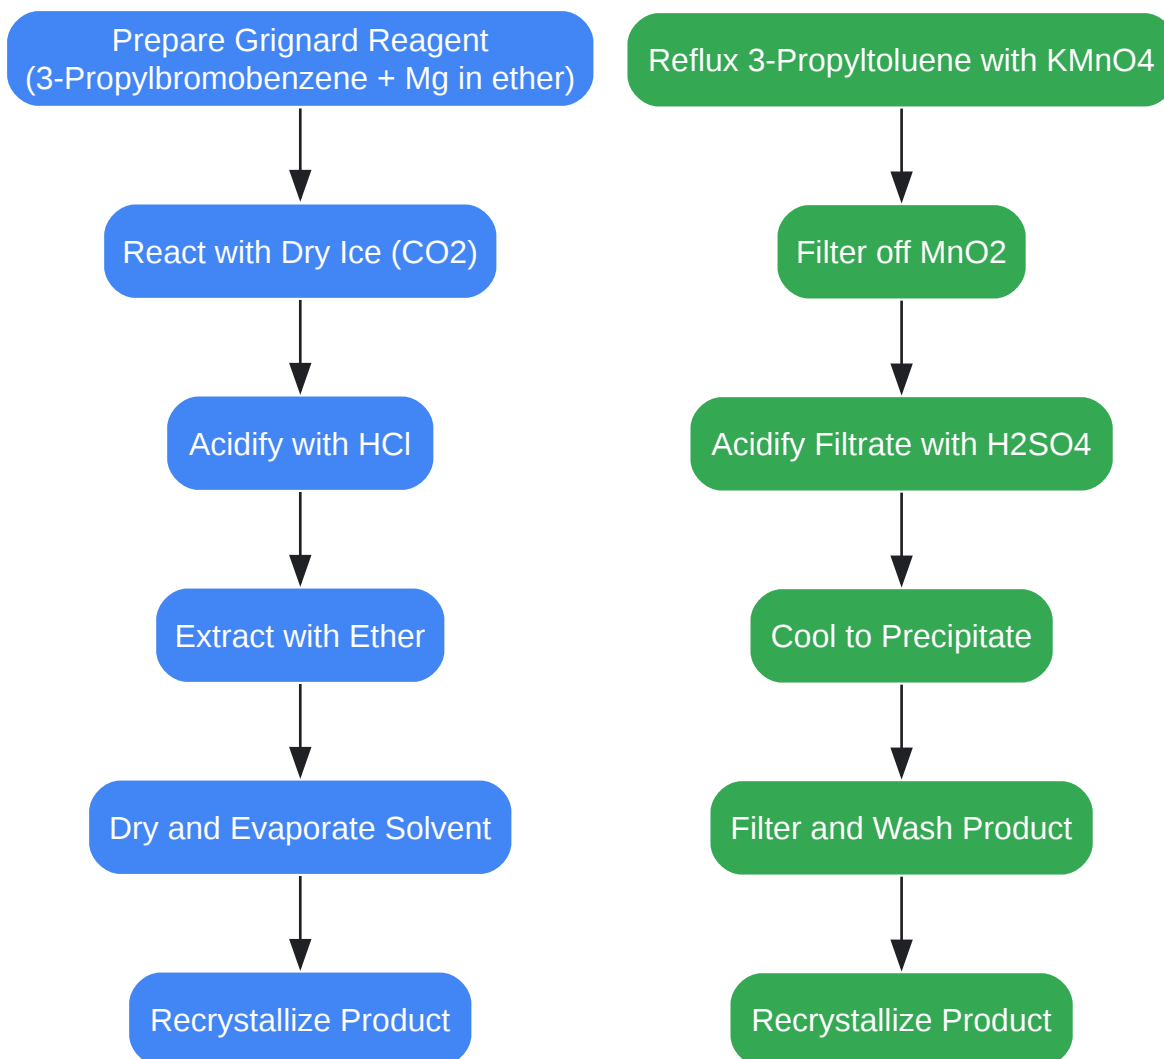 Prepare Grignard Reagent
(3-Propylbromobenzene + Mg in ether)
React with Dry Ice (CO2)
Acidify with HCl
Extract with Ether
Dry and Evaporate Solvent
Recrystallize Product
Reflux 3-Propyltoluene with KMnO4
Filter off MnO2
Acidify Filtrate with H2SO4
Cool to Precipitate
Filter and Wash Product
Recrystallize Product